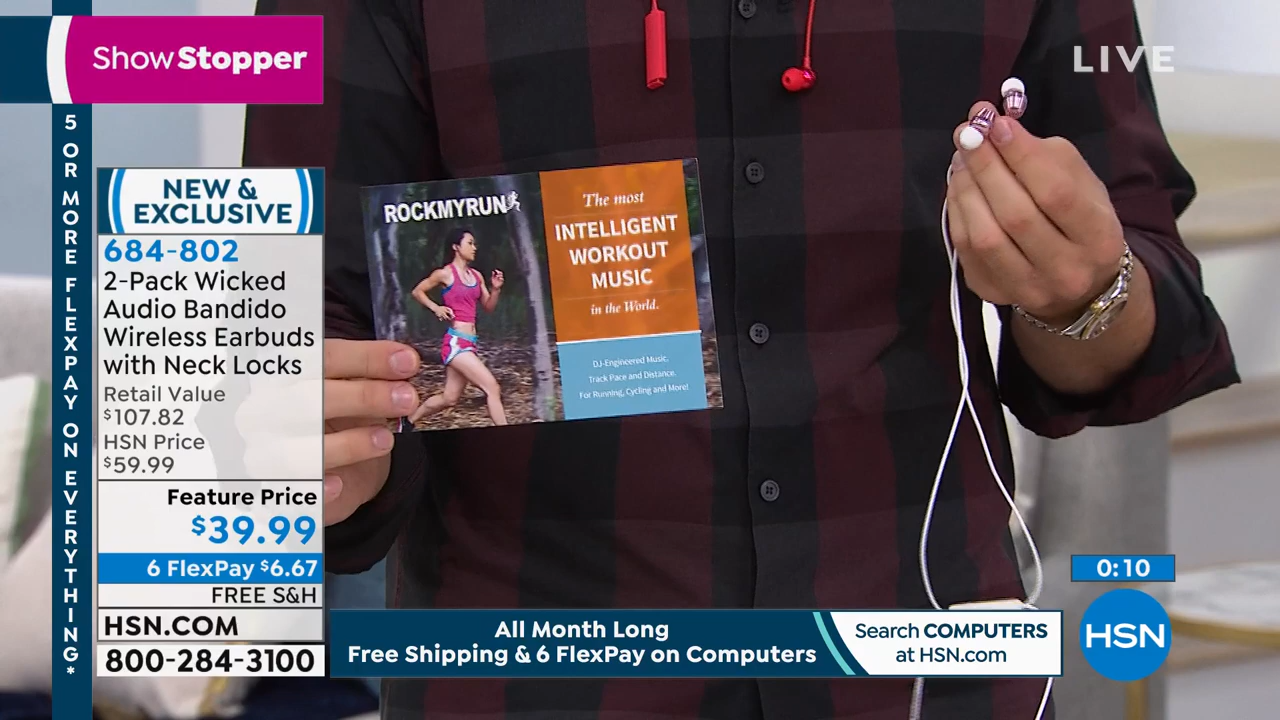 Show Stopper
5 OR MORE FLEXPAY ON EVERYTHING*
NEW &
EXCLUSIVE
684-802
2-Pack Wicked
Audio Bandido
Wireless Earbuds
with Neck Locks
Retail Value
$107.82
HSN Price
$59.99
Feature Price
$39.99
6 FlexPay $6.67
FREE S&H
HSN.COM
800-284-3100
ROCKMYRUN
The most
INTELLIGENT
WORKOUT
MUSIC
in the World.
DJ-Engineered Music.
Track Pace and Distance.
For Running, Cycling and More!
LIVE
0:10
HSN
All Month Long
Free Shipping & 6 FlexPay on Computers
Search COMPUTERS
at HSN.com